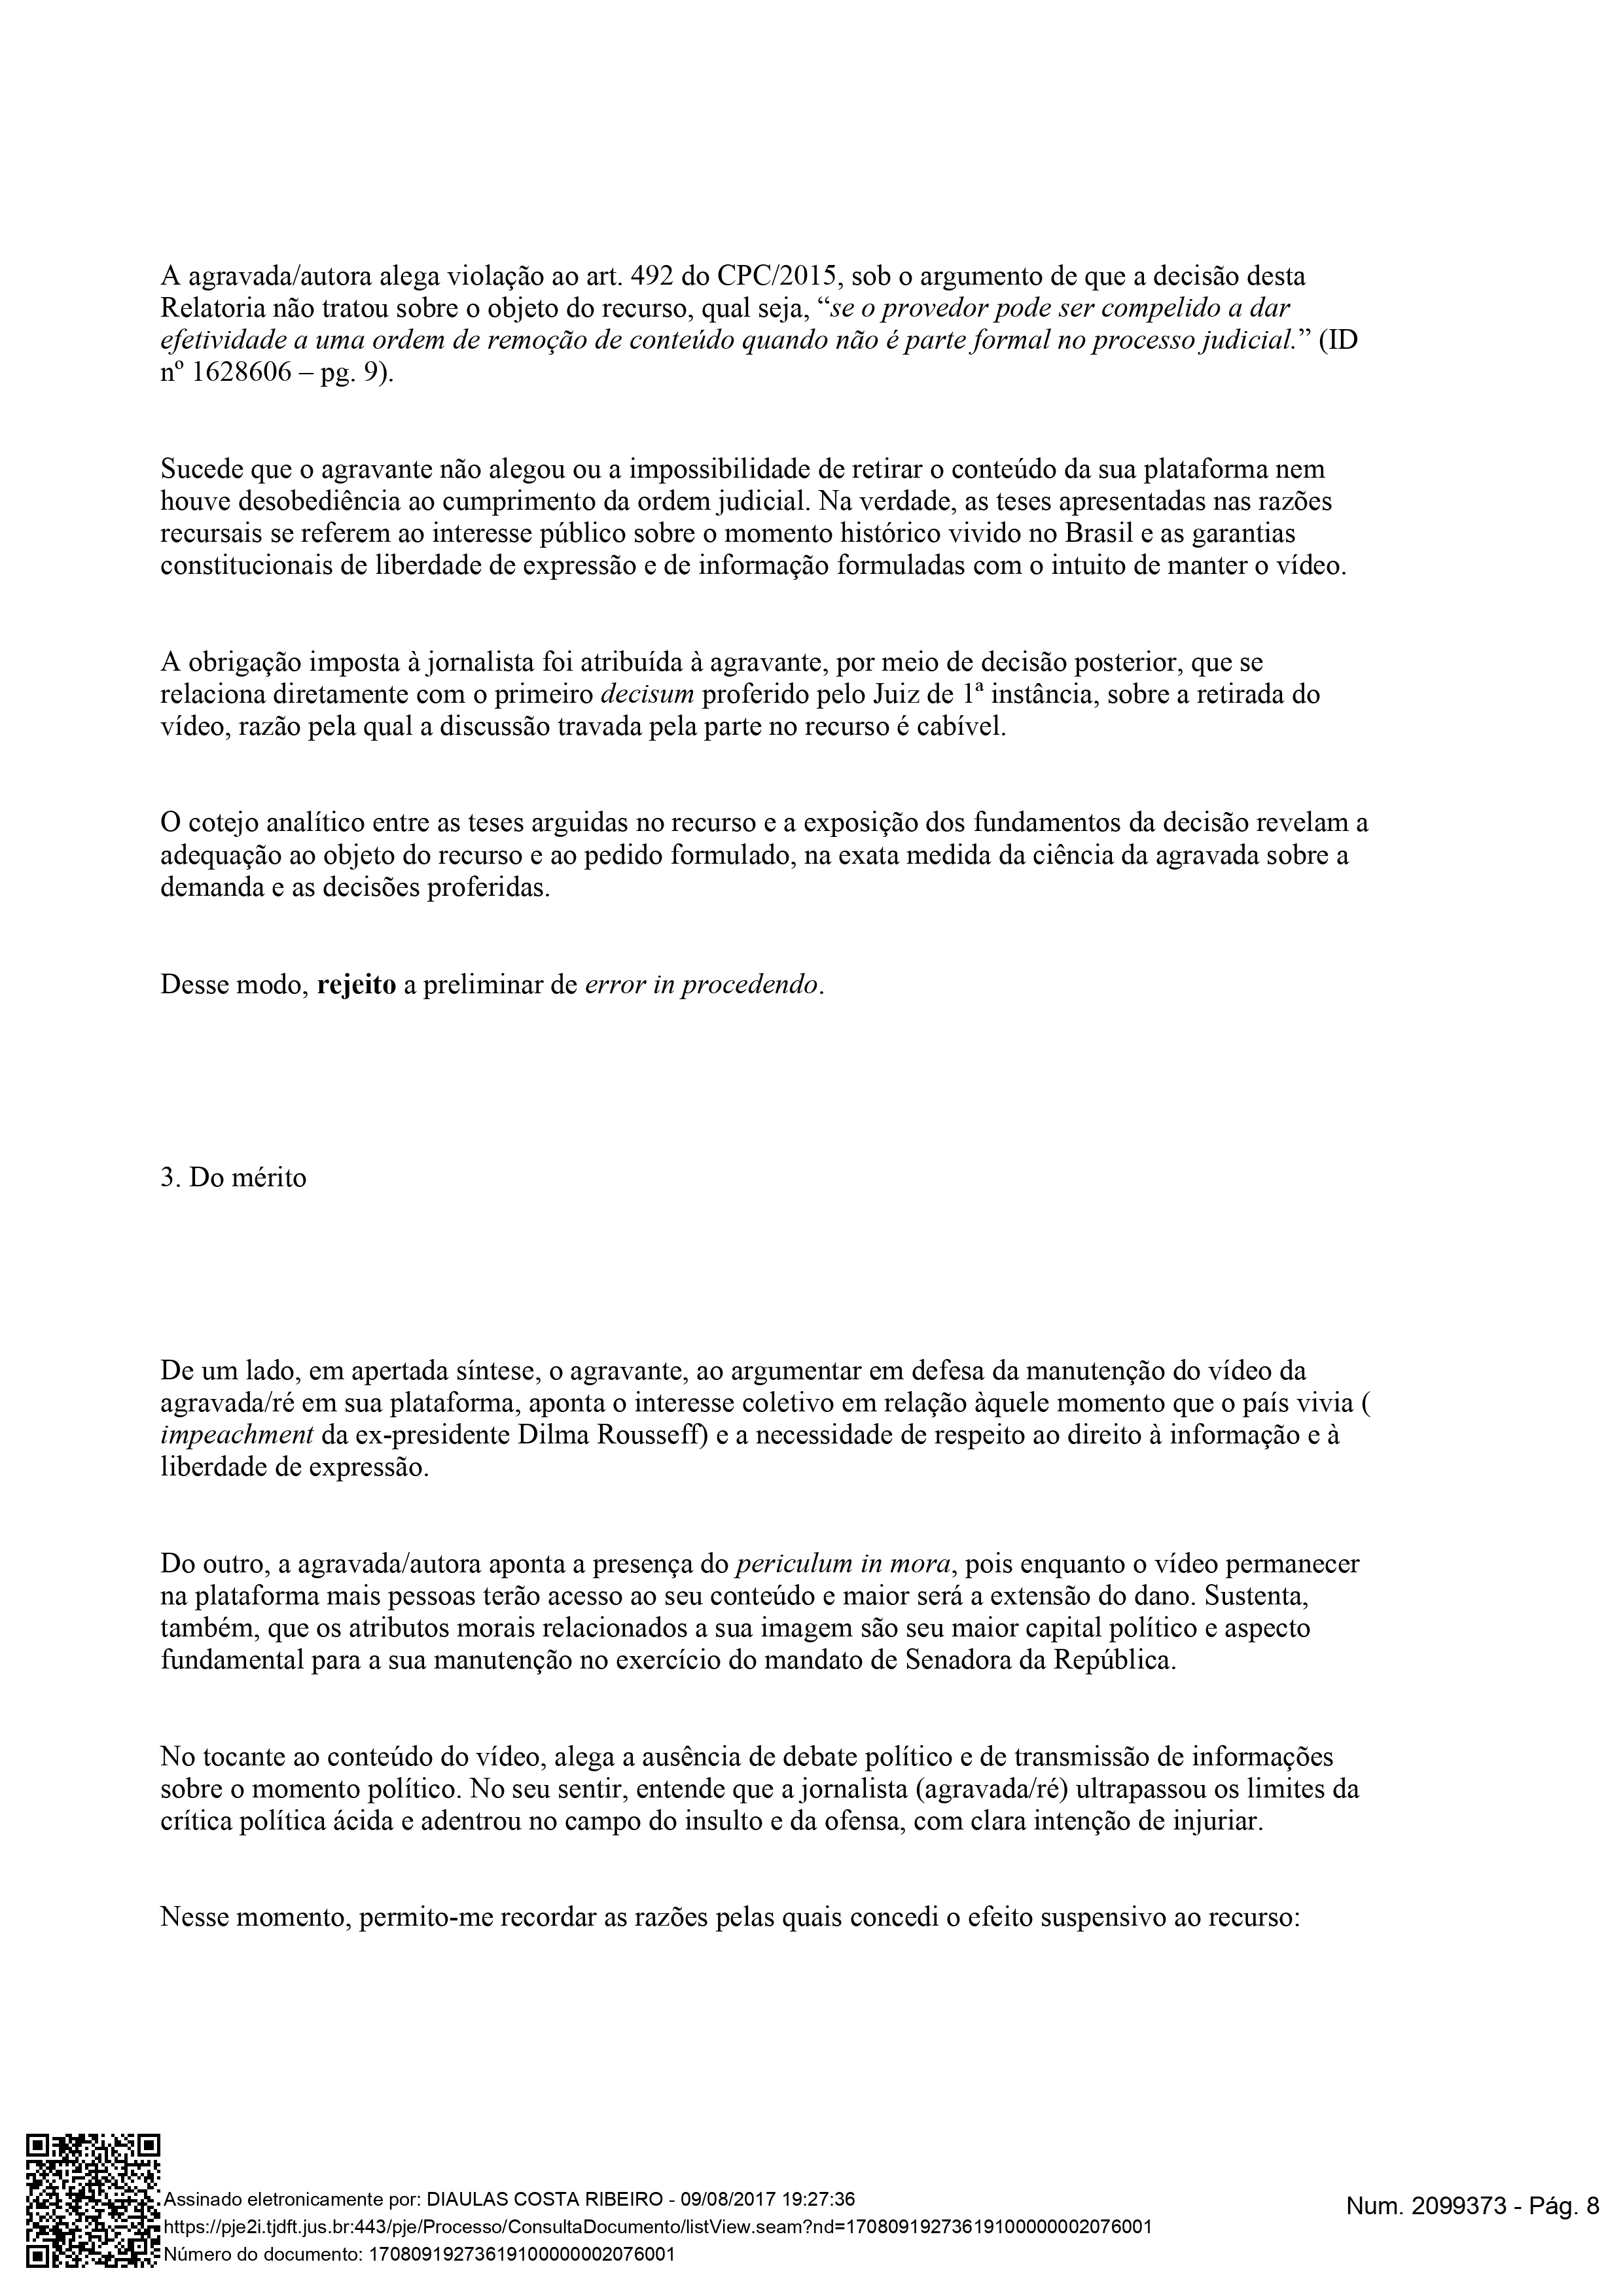 A agravada/autora alega violação ao art. 492 do CPC/2015, sob o argumento de que a decisão desta
Relatoria não tratou sobre o objeto do recurso, qual seja, “se o provedor pode ser compelido a dar
efetividade a uma ordem de remoção de conteúdo quando não é parte formal no processo judicial.” (ID
nº 1628606 – pg. 9).
Sucede que o agravante não alegou ou a impossibilidade de retirar o conteúdo da sua plataforma nem
houve desobediência ao cumprimento da ordem judicial. Na verdade, as teses apresentadas nas razões
recursais se referem ao interesse público sobre o momento histórico vivido no Brasil e as garantias
constitucionais de liberdade de expressão e de informação formuladas com o intuito de manter o vídeo.
A obrigação imposta à jornalista foi atribuída à agravante, por meio de decisão posterior, que se
relaciona diretamente com o primeiro decisum proferido pelo Juiz de 1ª instância, sobre a retirada do
vídeo, razão pela qual a discussão travada pela parte no recurso é cabível.
O cotejo analítico entre as teses arguidas no recurso e a exposição dos fundamentos da decisão revelam a
adequação ao objeto do recurso e ao pedido formulado, na exata medida da ciência da agravada sobre a
demanda e as decisões proferidas.
Desse modo, rejeito a preliminar de error in procedendo.
3. Do mérito
De um lado, em apertada síntese, o agravante, ao argumentar em defesa da manutenção do vídeo da
agravada/ré em sua plataforma, aponta o interesse coletivo em relação àquele momento que o país vivia (
impeachment da ex-presidente Dilma Rousseff) e a necessidade de respeito ao direito à informação e à
liberdade de expressão.
Do outro, a agravada/autora aponta a presença do periculum in mora, pois enquanto o vídeo permanecer
na plataforma mais pessoas terão acesso ao seu conteúdo e maior será a extensão do dano. Sustenta,
também, que os atributos morais relacionados a sua imagem são seu maior capital político e aspecto
fundamental para a sua manutenção no exercício do mandato de Senadora da República.
No tocante ao conteúdo do vídeo, alega a ausência de debate político e de transmissão de informações
sobre o momento político. No seu sentir, entende que a jornalista (agravada/ré) ultrapassou os limites da
crítica política ácida e adentrou no campo do insulto e da ofensa, com clara intenção de injuriar.
Nesse momento, permito-me recordar as razões pelas quais concedi o efeito suspensivo ao recurso:
Assinado eletronicamente por: DIAULAS COSTA RIBEIRO - 09/08/2017 19:27:36
https://pje2i.tjdft.jus.br:443/pje/Processo/ConsultaDocumento/listView.seam?nd=17080919273619100000002076001
Número do documento: 17080919273619100000002076001
Num. 2099373 - Pág. 8